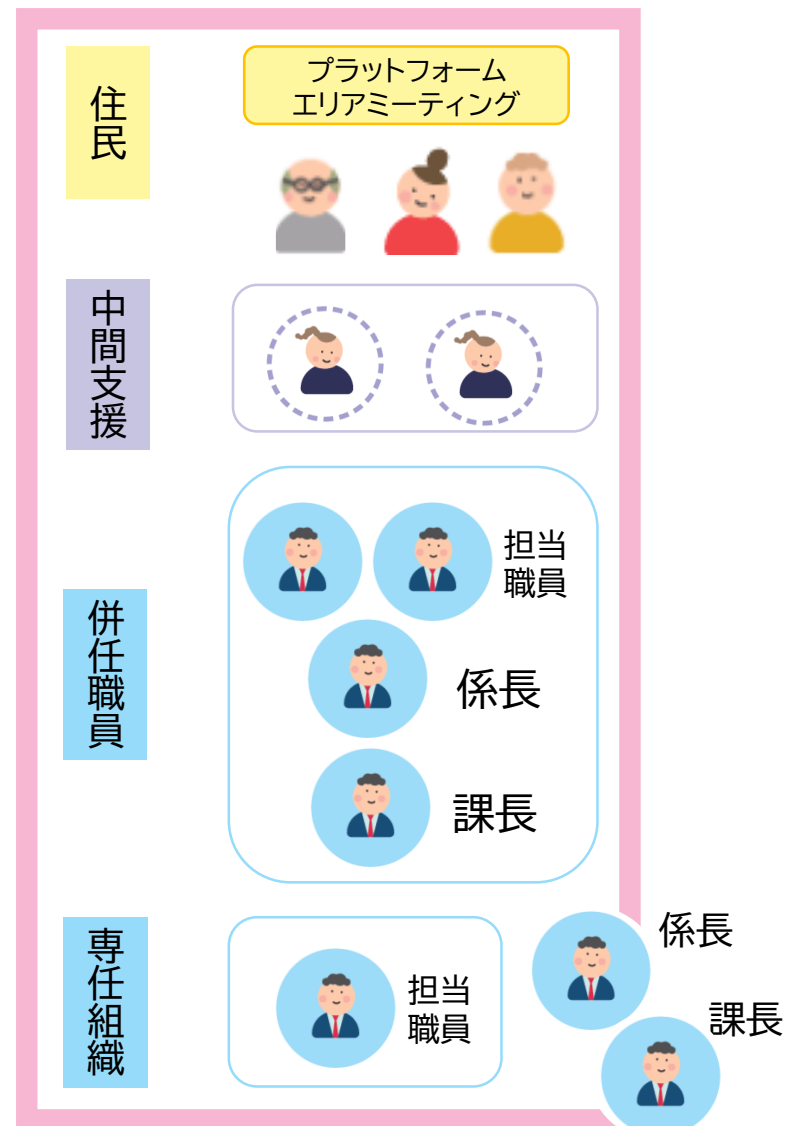 住民
プラットフォーム
エリアミーティング
中間支援
併任職員
担当
職員
係長
課長
専任組織
担当
職員
係長
課長